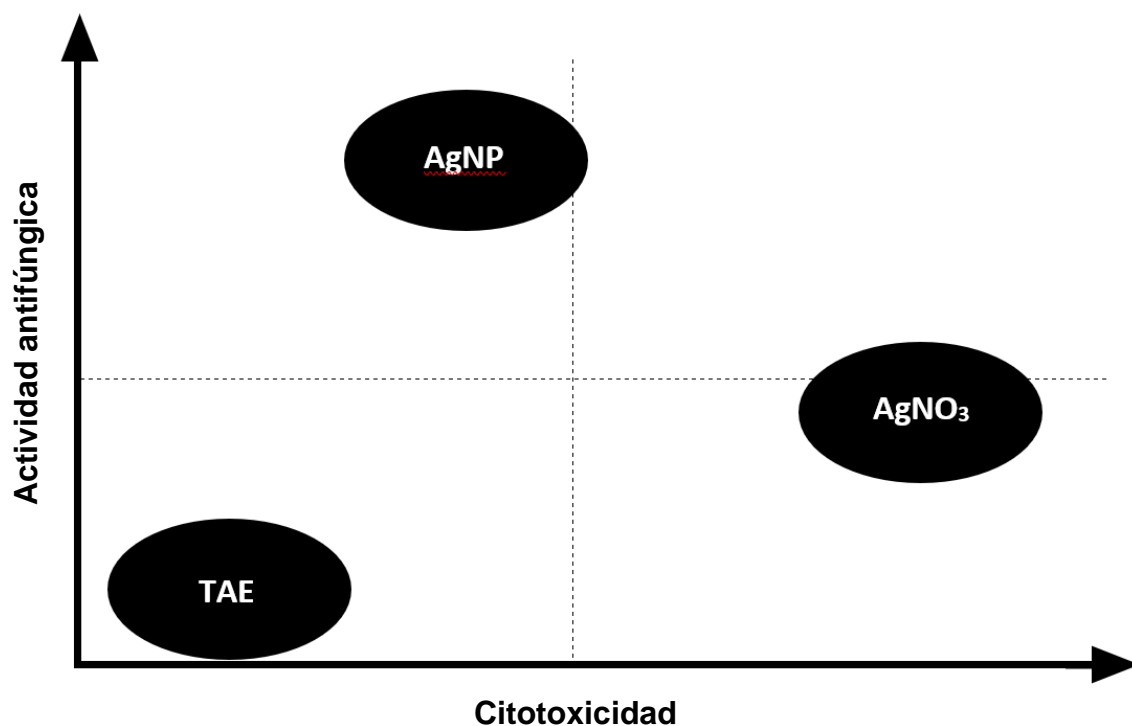 AgNP
Actividad antifúngica
AgNO₃
TAE
Citotoxicidad